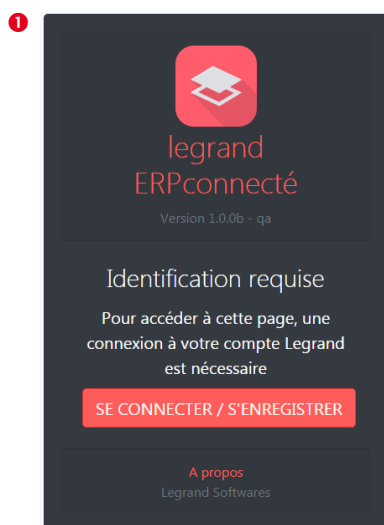 1
legrand
ERPconnecté
Version 1.0.0b - qa
Identification requise
Pour accéder à cette page, une
connexion à votre compte Legrand
est nécessaire
SE CONNECTER / S'ENREGISTRER
A propos
Legrand Softwares